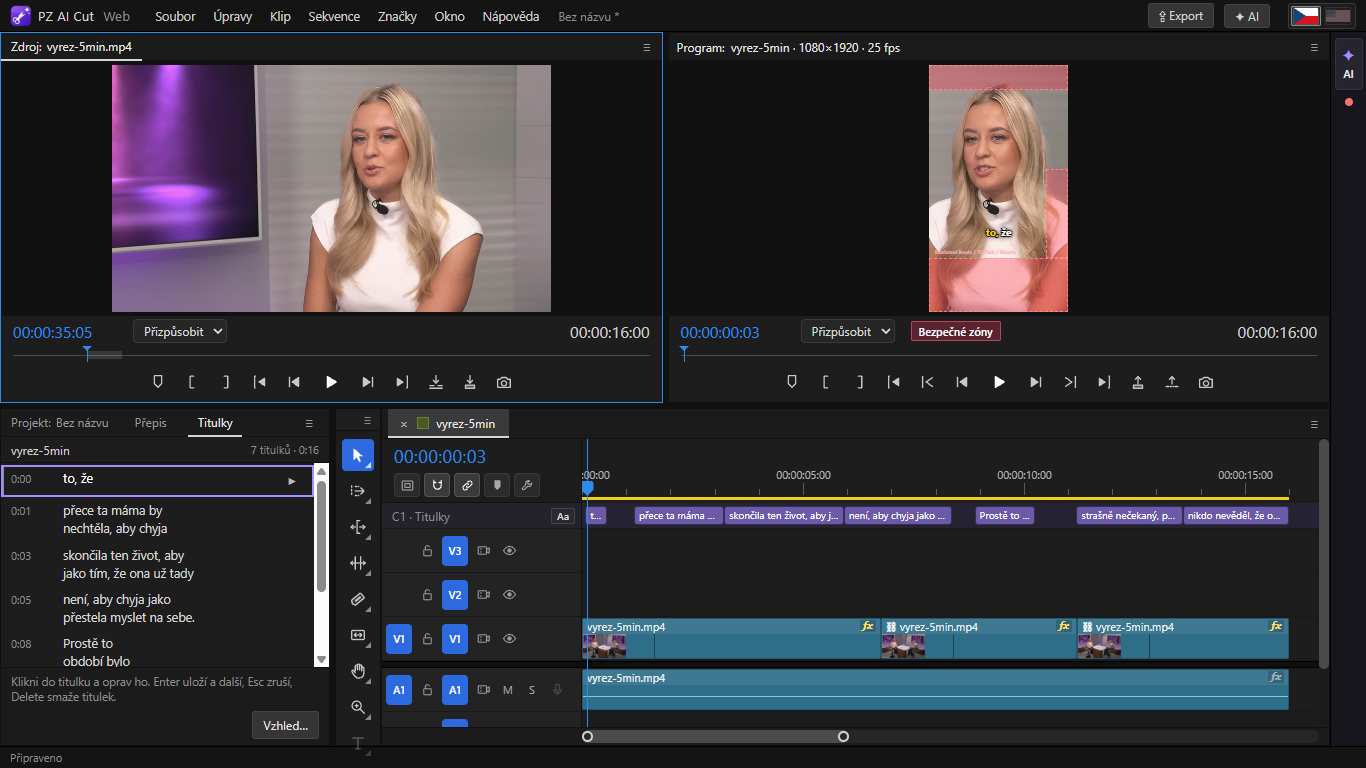 PZ AI Cut Web Soubor Úpravy Klip Sekvence Značky Okno Nápověda Bez názvu * Export AI
Zdroj: vyrez-5min.mp4
Program: vyrez-5min · 1080×1920 · 25 fps
AI
to, že
00:00:35:05 Přizpůsobit 00:00:16:00
00:00:00:03 Přizpůsobit Bezpečné zóny 00:00:16:00
Projekt: Bez názvu Přepis Titulky
vyrez-5min 7 titulků · 0:16
0:00 to, že
0:01 přece ta máma by
nechtěla, aby chyja
0:03 skončila ten život, aby
jako tím, že ona už tady
0:05 není, aby chyja jako
přestela myslet na sebe.
0:08 Prostě to
období bylo
Klikni do titulku a oprav ho. Enter uloží a další, Esc zruší,
Delete smaže titulek.
Vzhled...
× vyrez-5min
00:00:00:03
:00:00 00:00:05:00 00:00:10:00 00:00:15:00
C1 · Titulky Aa t... přece ta máma ... skončila ten život, aby j... není, aby chyja jako ... Prostě to ... strašně nečekaný, p... nikdo nevěděl, že o...
V3
V2
V1 V1
vyrez-5min.mp4 fx vyrez-5min.mp4 fx vyrez-5min.mp4 fx
A1 A1 M S
vyrez-5min.mp4 fx
Připraveno